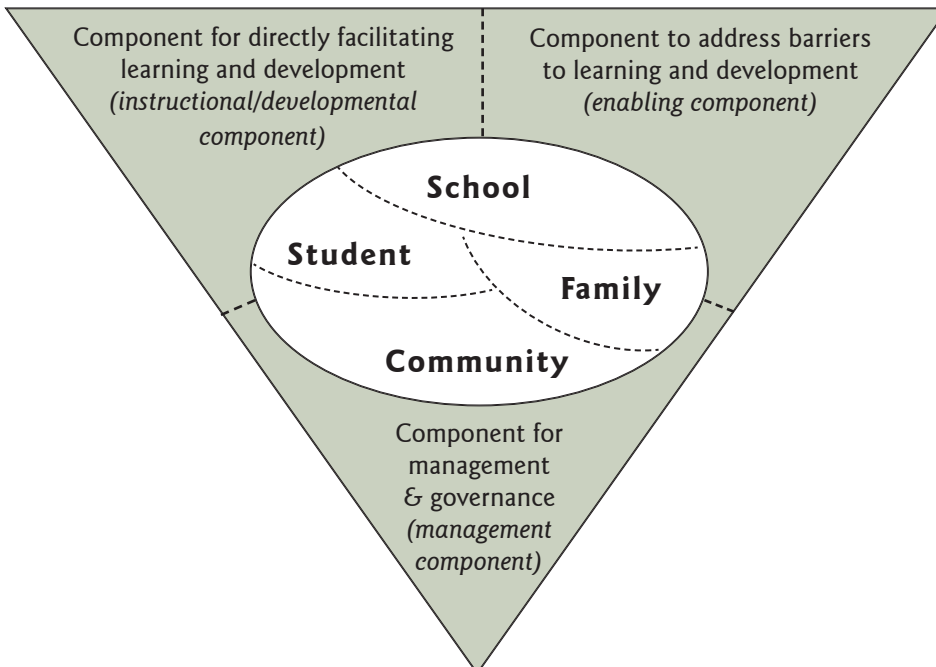 Component for directly facilitating
learning and development
(instructional/developmental
component)
Component to address barriers
to learning and development
(enabling component)
School
Student
Family
Community
Component for
management
& governance
(management
component)